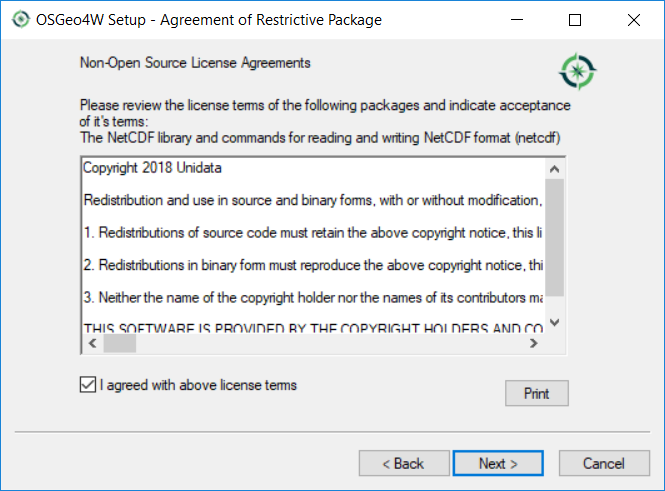 OSGeo4W Setup - Agreement of Restrictive Package
Non-Open Source License Agreements
Please review the license terms of the following packages and indicate acceptance
of it's terms:
The NetCDF library and commands for reading and writing NetCDF format (netcdf)
Copyright 2018 Unidata
Redistribution and use in source and binary forms, with or without modification,
1. Redistributions of source code must retain the above copyright notice, this li
2. Redistributions in binary form must reproduce the above copyright notice, thi
3. Neither the name of the copyright holder nor the names of its contributors ma
THIS SOFTWARE IS PROVIDED BY THE COPYRIGHT HOLDERS AND CO
I agreed with above license terms
Print
< Back
Next >
Cancel